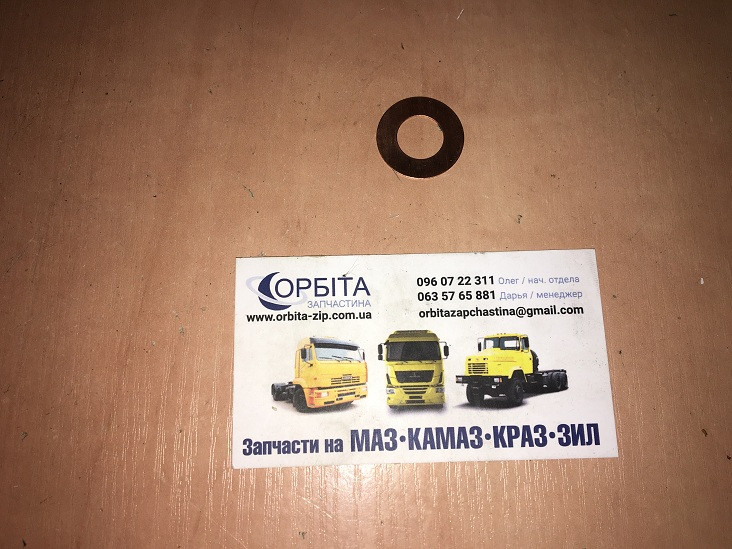 ОРБІТА
ЗАПЧАСТИНА
www.orbita-zip.com.ua
096 07 22 311 Олег / нач. отдела
063 57 65 881 Дарья / менеджер
orbitazapchastina@gmail.com
Запчасти на МАЗ•КАМАЗ•КРАЗ•ЗИЛ